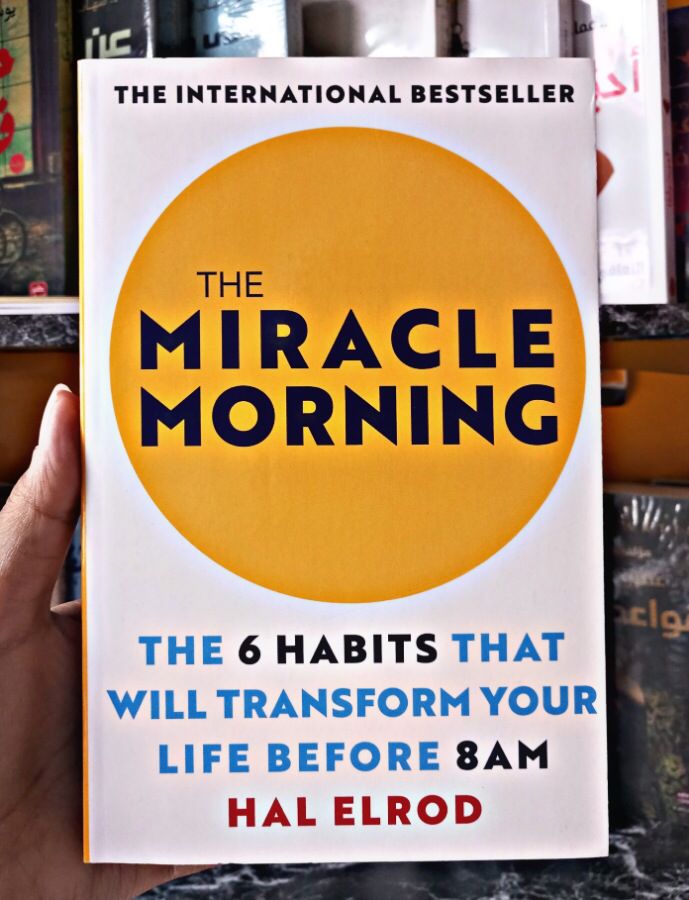 THE INTERNATIONAL BESTSELLER
THE
MIRACLE
MORNING
THE 6 HABITS THAT
WILL TRANSFORM YOUR
LIFE BEFORE 8AM
HAL ELROD